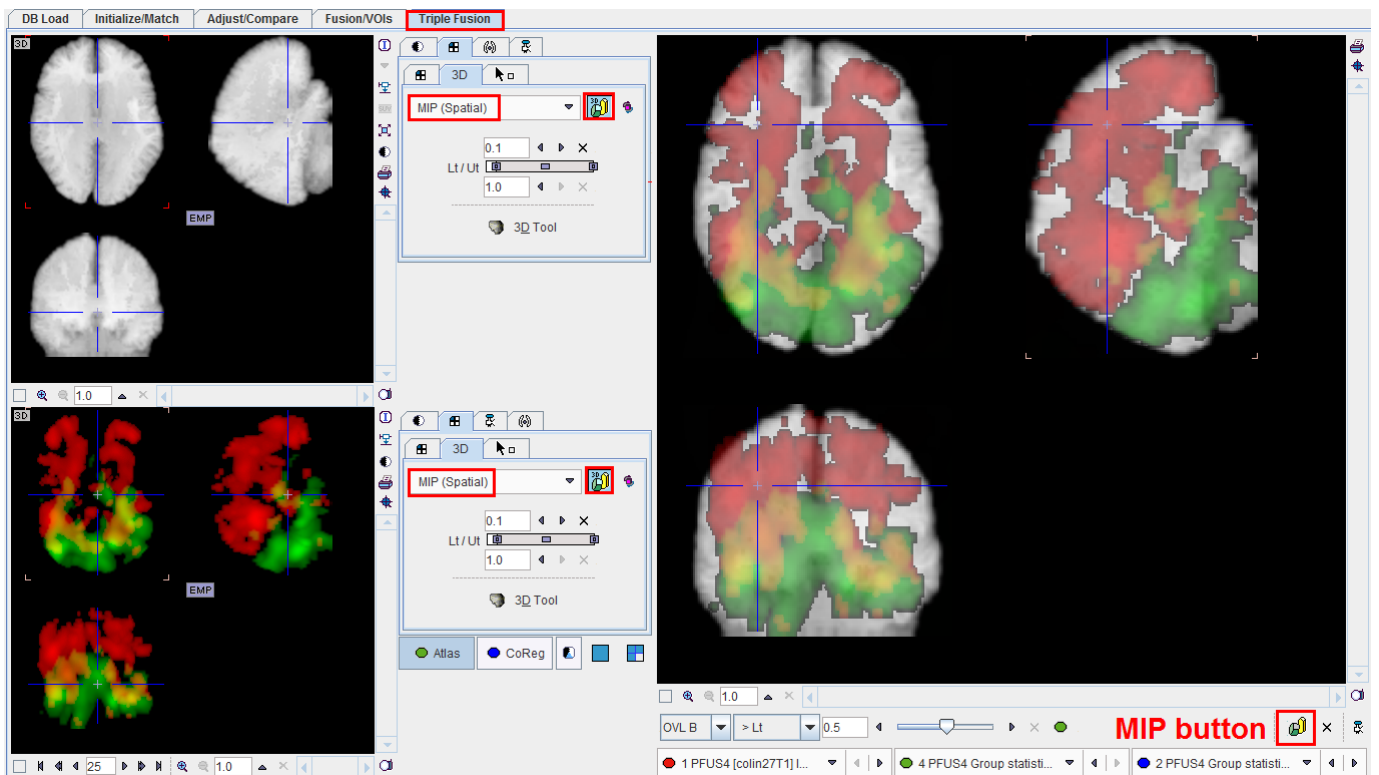 DB Load Initialize/Match Adjust/Compare Fusion/VOIs Triple Fusion
3D
3D
MIP (Spatial)
0.1
Lt / Ut
1.0
3D Tool
EMP
1.0
3D
3D
MIP (Spatial)
0.1
Lt / Ut
1.0
3D Tool
EMP
Atlas CoReg
1.0
OVL B > Lt 0.5
MIP button
25 1.0
1 PFUS4 [colin27T1] I... 4 PFUS4 Group statisti... 2 PFUS4 Group statisti...